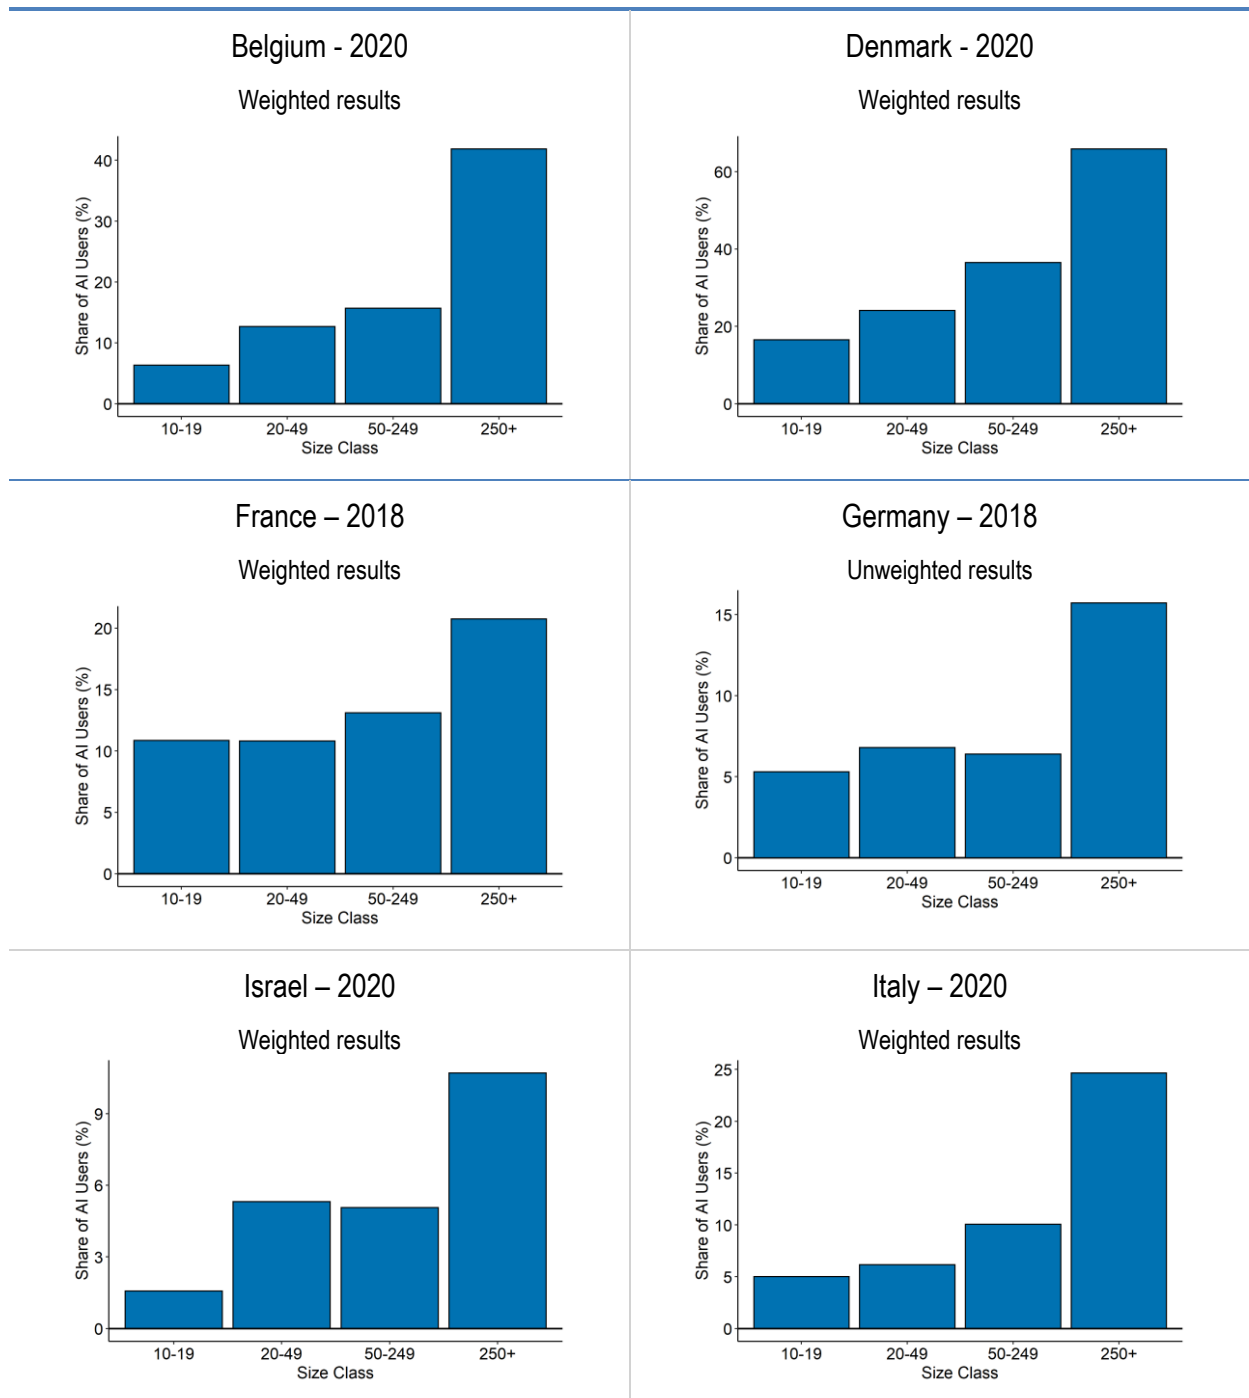 Belgium - 2020
Weighted results
Share of AI Users (%)
40
30
20
10
0
10-19 20-49 50-249 250+
Size Class
Denmark - 2020
Weighted results
Share of AI Users (%)
60
40
20
0
10-19 20-49 50-249 250+
Size Class
France – 2018
Weighted results
Share of AI Users (%)
20
15
10
5
0
10-19 20-49 50-249 250+
Size Class
Germany – 2018
Unweighted results
Share of AI Users (%)
15
10
5
0
10-19 20-49 50-249 250+
Size Class
Israel – 2020
Weighted results
Share of AI Users (%)
9
6
3
0
10-19 20-49 50-249 250+
Size Class
Italy – 2020
Weighted results
Share of AI Users (%)
25
20
15
10
5
0
10-19 20-49 50-249 250+
Size Class